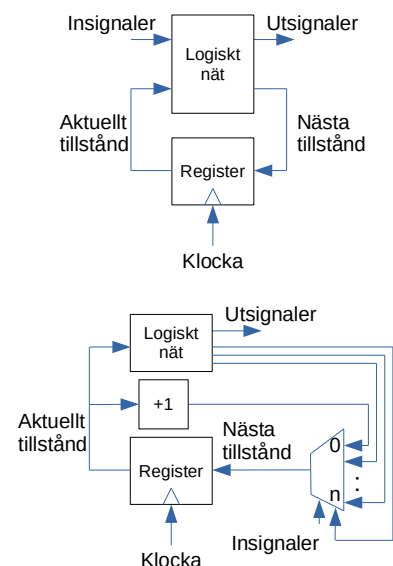 Insignaler
Utsignaler
Logiskt
nät
Aktuellt
tillstånd
Nästa
tillstånd
Register
Klocka
Utsignaler
Logiskt
nät
+1
Aktuellt
tillstånd
Nästa
tillstånd
0
:
n
Register
Insignaler
Klocka